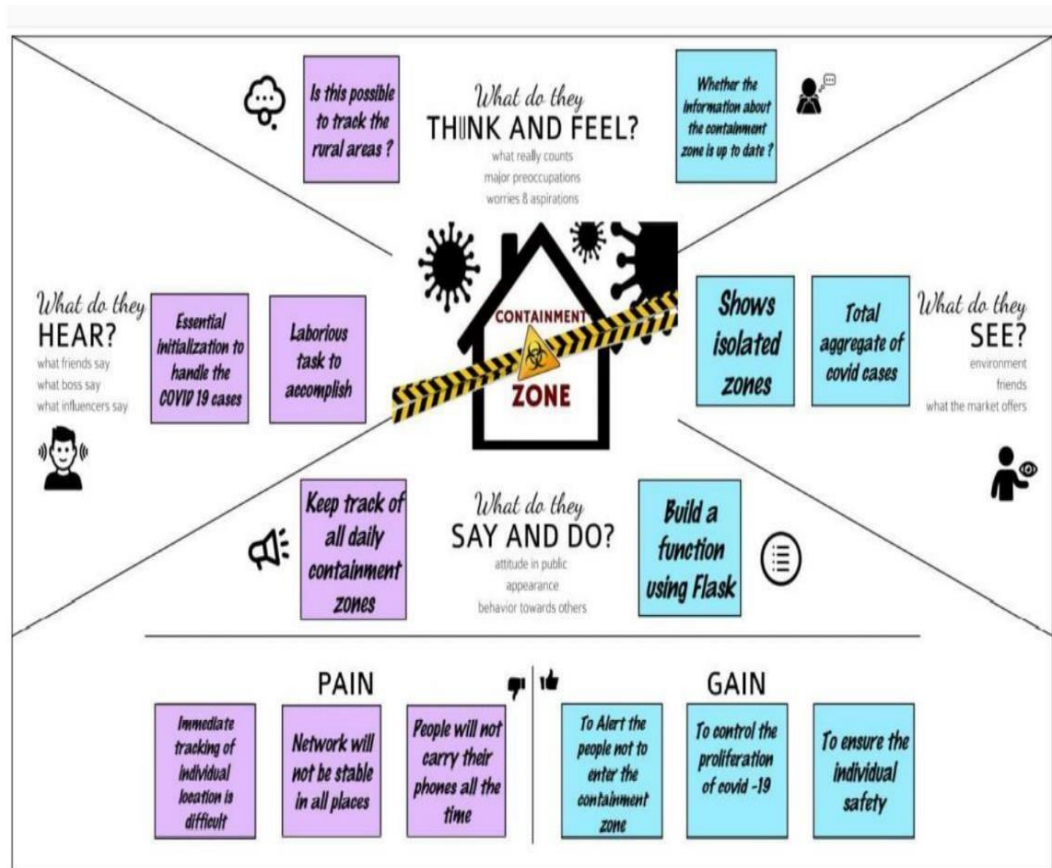 What do they
THINK AND FEEL?
what really counts
major preoccupations
worries & aspirations
Is this possible
to track the
rural areas ?
Whether the
information about
the containment
zone is up to date ?
What do they
HEAR?
what friends say
what boss say
what influencers say
Essential
initialization to
handle the
COVID 19 cases
Laborious
task to
accomplish
CONTAINMENT
ZONE
Shows
isolated
zones
Total
aggregate of
covid cases
What do they
SEE?
environment
friends
what the market offers
Keep track of
all daily
containment
zones
What do they
SAY AND DO?
attitude in public
appearance
behavior towards others
Build a
function
using Flask
PAIN
Immediate
tracking of
individual
location is
difficult
Network will
not be stable
in all places
People will not
carry their
phones all the
time
GAIN
To Alert the
people not to
enter the
containment
zone
To control the
proliferation
of covid -19
To ensure the
individual
safety